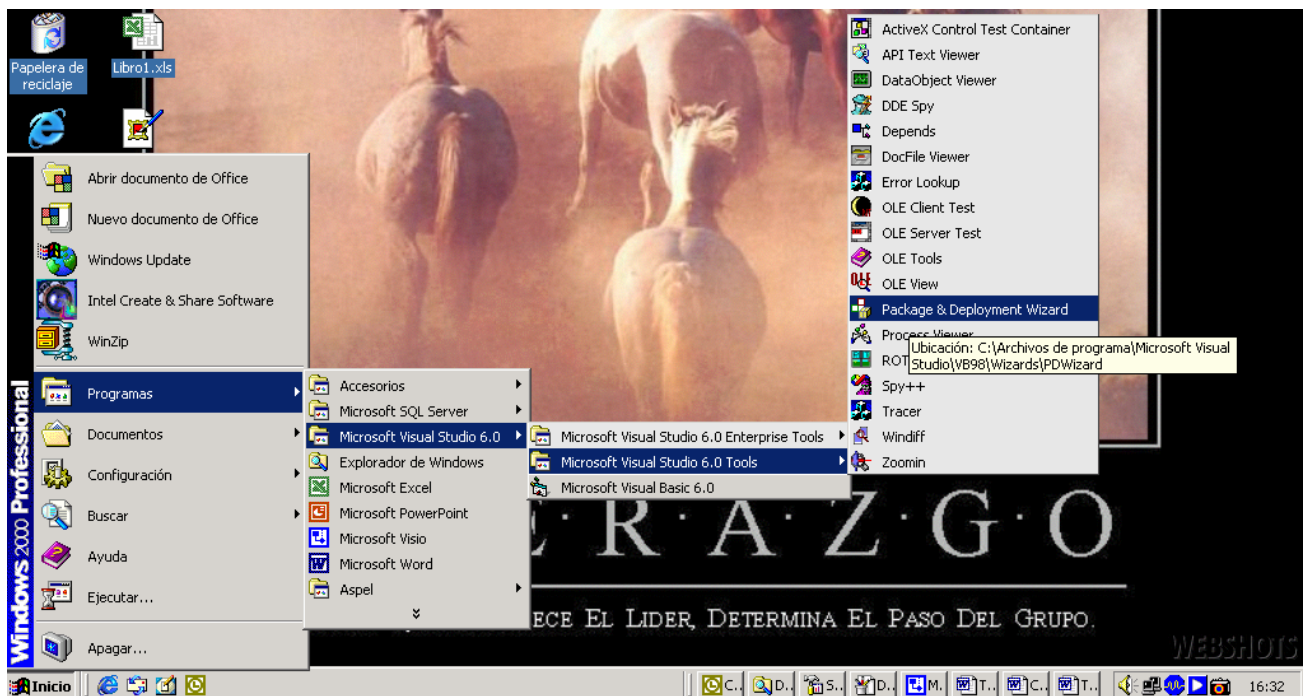 Papelera de
reciclaje
Libro1.xls
Abrir documento de Office
Nuevo documento de Office
Windows Update
Intel Create & Share Software
WinZip
Programas
Documentos
Configuración
Buscar
Ayuda
Ejecutar...
Apagar...
Windows 2000 Professional
Accesorios
Microsoft SQL Server
Microsoft Visual Studio 6.0
Explorador de Windows
Microsoft Excel
Microsoft PowerPoint
Microsoft Visio
Microsoft Word
Aspel
Microsoft Visual Studio 6.0 Enterprise Tools
Microsoft Visual Studio 6.0 Tools
Microsoft Visual Basic 6.0
ActiveX Control Test Container
API Text Viewer
DataObject Viewer
DDE Spy
Depends
DocFile Viewer
Error Lookup
OLE Client Test
OLE Server Test
OLE Tools
OLE View
Package & Deployment Wizard
Process Viewer
Ubicación: C:\Archivos de programa\Microsoft Visual
Studio\VB98\Wizards\PDWizard
ROT
Spy++
Tracer
Windiff
Zoomin
R·A·Z·G·O
ECE EL LIDER, DETERMINA EL PASO DEL GRUPO.
WEBSHOTS
Inicio
C..
D..
S..
D..
M.
T..
C..
T..
16:32